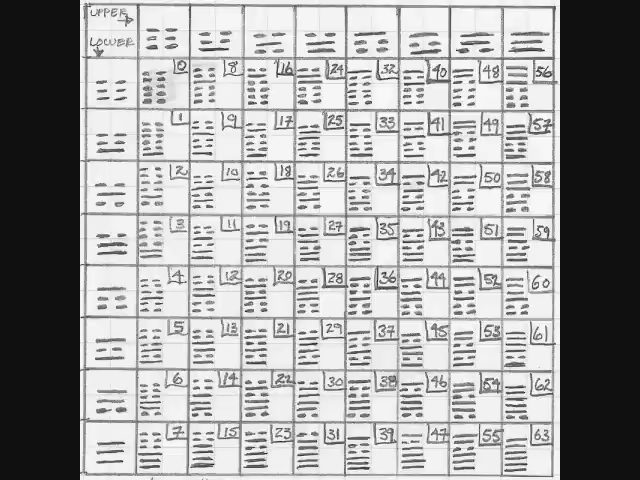 UPPER
LOWER
0 8 16 24 32 40 48 56
1 9 17 25 33 41 49 57
2 10 18 26 34 42 50 58
3 11 19 27 35 43 51 59
4 12 20 28 36 44 52 60
5 13 21 29 37 45 53 61
6 14 22 30 38 46 54 62
7 15 23 31 39 47 55 63